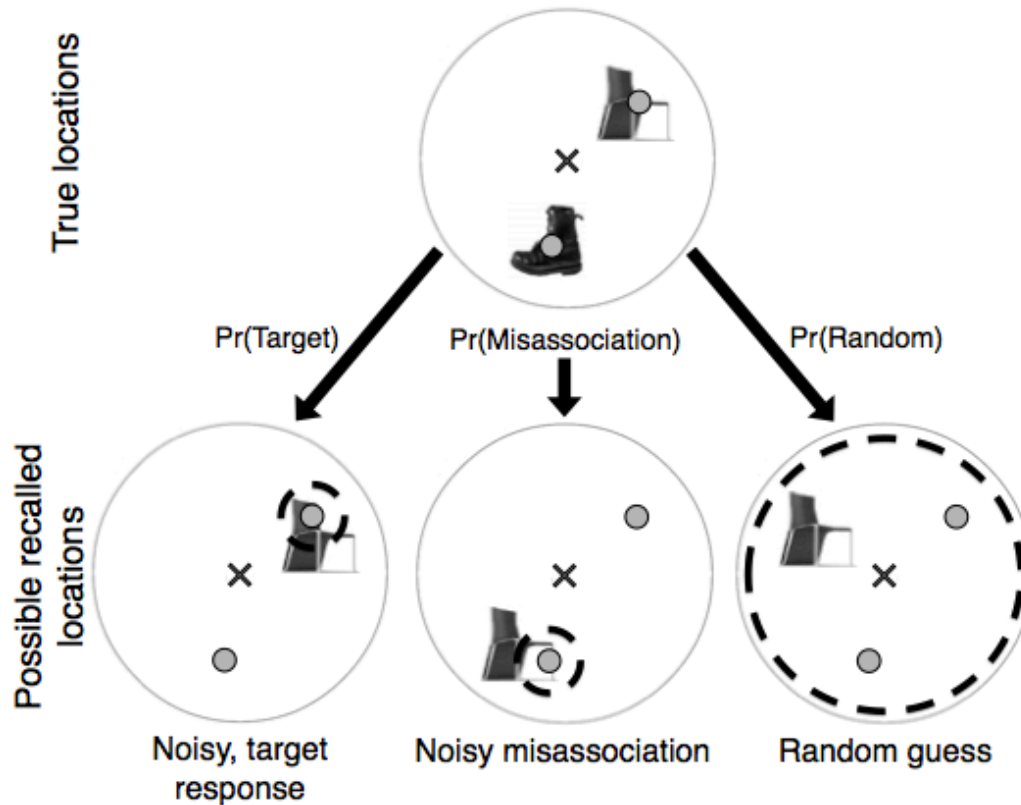 True locations
Pr(Target)
Pr(Misassociation)
Pr(Random)
Possible recalled
locations
Noisy, target
response
Noisy misassociation
Random guess